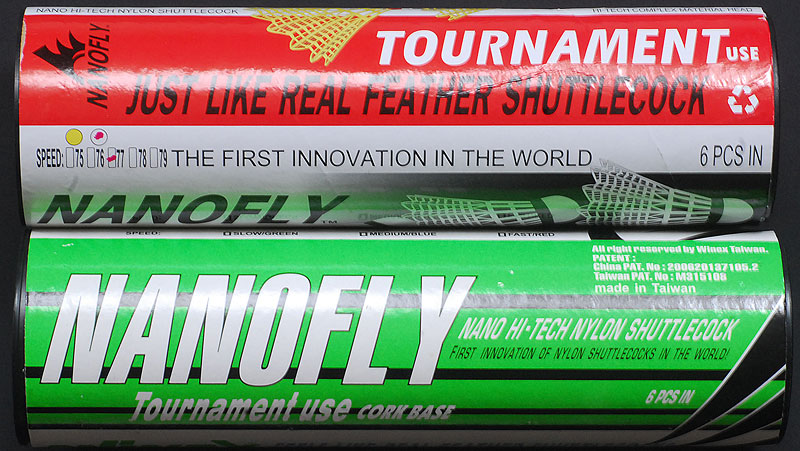 NANO HI-TECH NYLON SHUTTLECOCK
HI-TECH COMPLEX MATERIAL HEAD
NANOFLY.
TOURNAMENT USE
JUST LIKE REAL FEATHER SHUTTLECOCK
SPEED: 75 76 77 78 79 THE FIRST INNOVATION IN THE WORLD 6 PCS IN
NANOFLY™
SPEED: SLOW/GREEN MEDIUM/BLUE FAST/RED
All right reserved by Winex Taiwan.
PATENT :
China PAT. No : 200620137105.2
Taiwan PAT. No : M315108
made in Taiwan
NANOFLY
NANO HI-TECH NYLON SHUTTLECOCK
FIRST INNOVATION OF NYLON SHUTTLECOCKS IN THE WORLD!
6 PCS IN
Tournament use CORK BASE